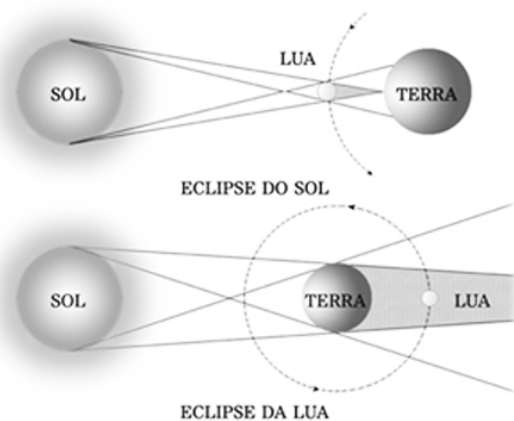 LUA
SOL
TERRA
ECLIPSE DO SOL
SOL
TERRA
LUA
ECLIPSE DA LUA